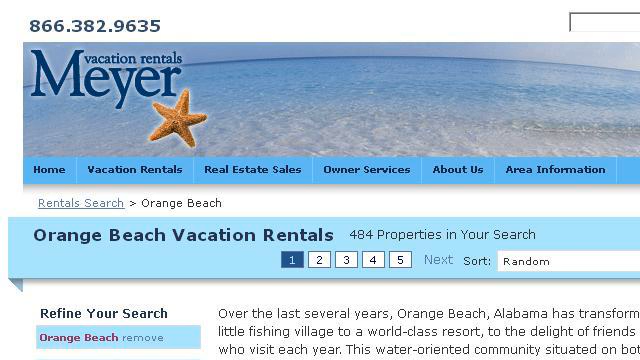 866.382.9635
vacation rentals
Meyer
Home Vacation Rentals Real Estate Sales Owner Services About Us Area Information
Rentals Search > Orange Beach
Orange Beach Vacation Rentals 484 Properties in Your Search
1 2 3 4 5 Next Sort: Random
Refine Your Search
Orange Beach remove
Over the last several years, Orange Beach, Alabama has transform
little fishing village to a world-class resort, to the delight of friends
who visit each year. This water-oriented community situated on bot